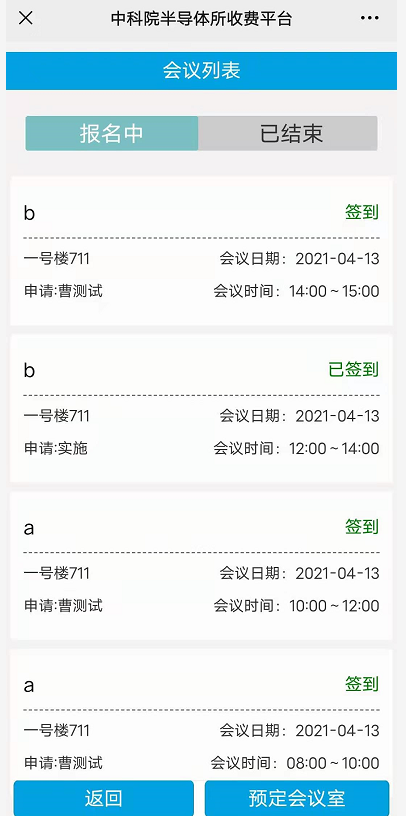 中科院半导体所收费平台
会议列表
报名中 已结束
b 签到
一号楼711 会议日期：2021-04-13
申请:曹测试 会议时间：14:00～15:00
b 已签到
一号楼711 会议日期：2021-04-13
申请:实施 会议时间：12:00～14:00
a 签到
一号楼711 会议日期：2021-04-13
申请:曹测试 会议时间：10:00～12:00
a 签到
一号楼711 会议日期：2021-04-13
申请:曹测试 会议时间：08:00～10:00
返回 预定会议室